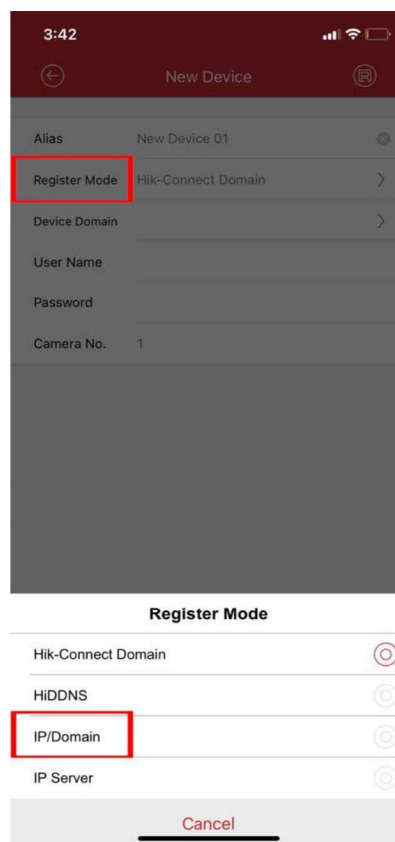 3:42
New Device
Alias New Device 01
Register Mode Hik-Connect Domain
Device Domain
User Name
Password
Camera No. 1
Register Mode
Hik-Connect Domain
HiDDNS
IP/Domain
IP Server
Cancel